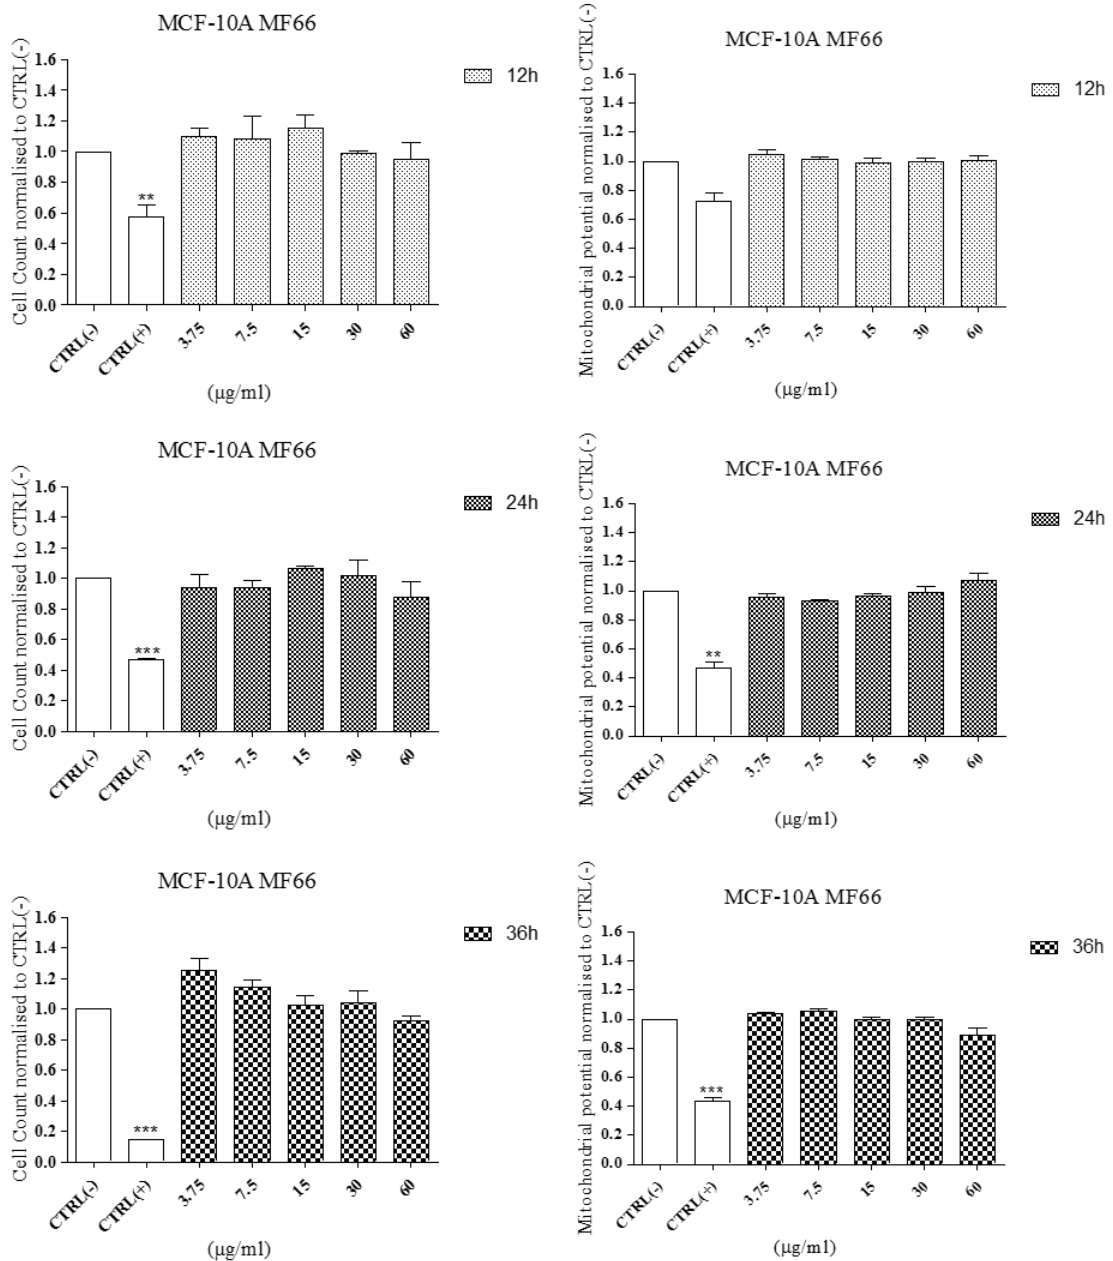 MCF-10A MF66
Cell Count normalised to CTRL(-)
1.6
1.4
1.2
1.0
0.8
0.6
0.4
0.2
0.0
**
12h
CTRL(-) CTRL(+) 3.75 7.5 15 30 60
(µg/ml)
MCF-10A MF66
Mitochondrial potential normalised to CTRL(-)
1.6
1.4
1.2
1.0
0.8
0.6
0.4
0.2
0.0
12h
CTRL(-) CTRL(+) 3.75 7.5 15 30 60
(µg/ml)
MCF-10A MF66
Cell Count normalised to CTRL(-)
1.6
1.4
1.2
1.0
0.8
0.6
0.4
0.2
0.0
***
24h
CTRL(-) CTRL(+) 3.75 7.5 15 30 60
(µg/ml)
MCF-10A MF66
Mitochondrial potential normalised to CTRL(-)
1.6
1.4
1.2
1.0
0.8
0.6
0.4
0.2
0.0
**
24h
CTRL(-) CTRL(+) 3.75 7.5 15 30 60
(µg/ml)
MCF-10A MF66
Cell Count normalised to CTRL(-)
1.6
1.4
1.2
1.0
0.8
0.6
0.4
0.2
0.0
***
36h
CTRL(-) CTRL(+) 3.75 7.5 15 30 60
(µg/ml)
MCF-10A MF66
Mitochondrial potential normalised to CTRL(-)
1.6
1.4
1.2
1.0
0.8
0.6
0.4
0.2
0.0
***
36h
CTRL(-) CTRL(+) 3.75 7.5 15 30 60
(µg/ml)